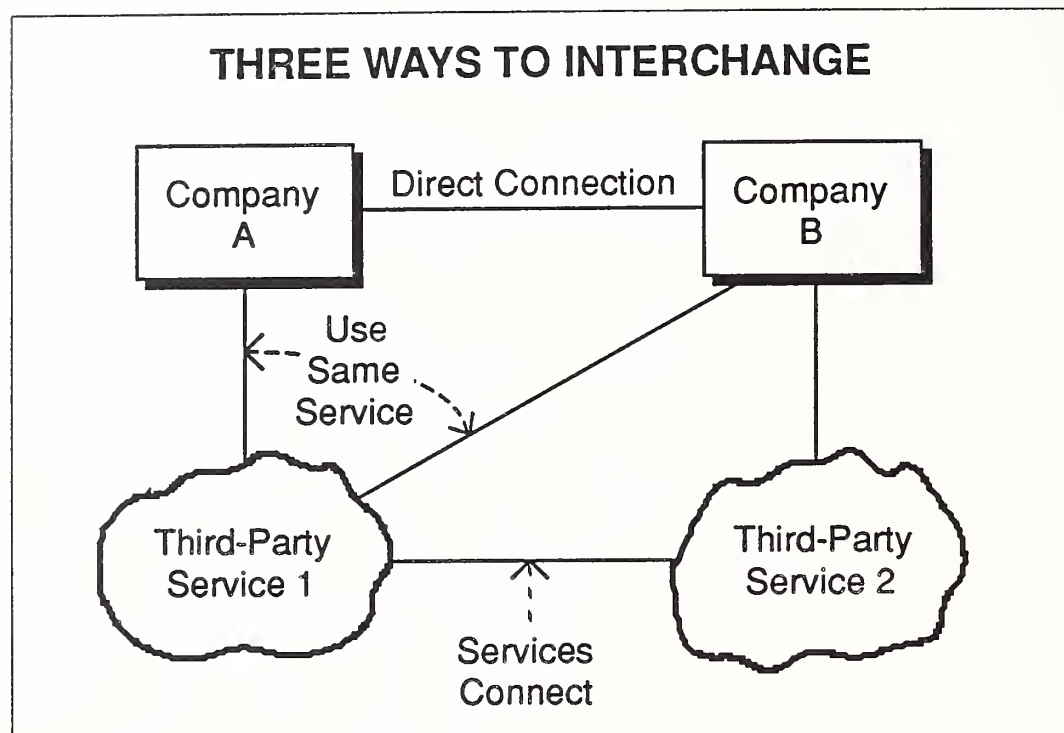 THREE WAYS TO INTERCHANGE
Company
A
Direct Connection
Company
B
Use
Same
Service
Third-Party
Service 1
Third-Party
Service 2
Services
Connect